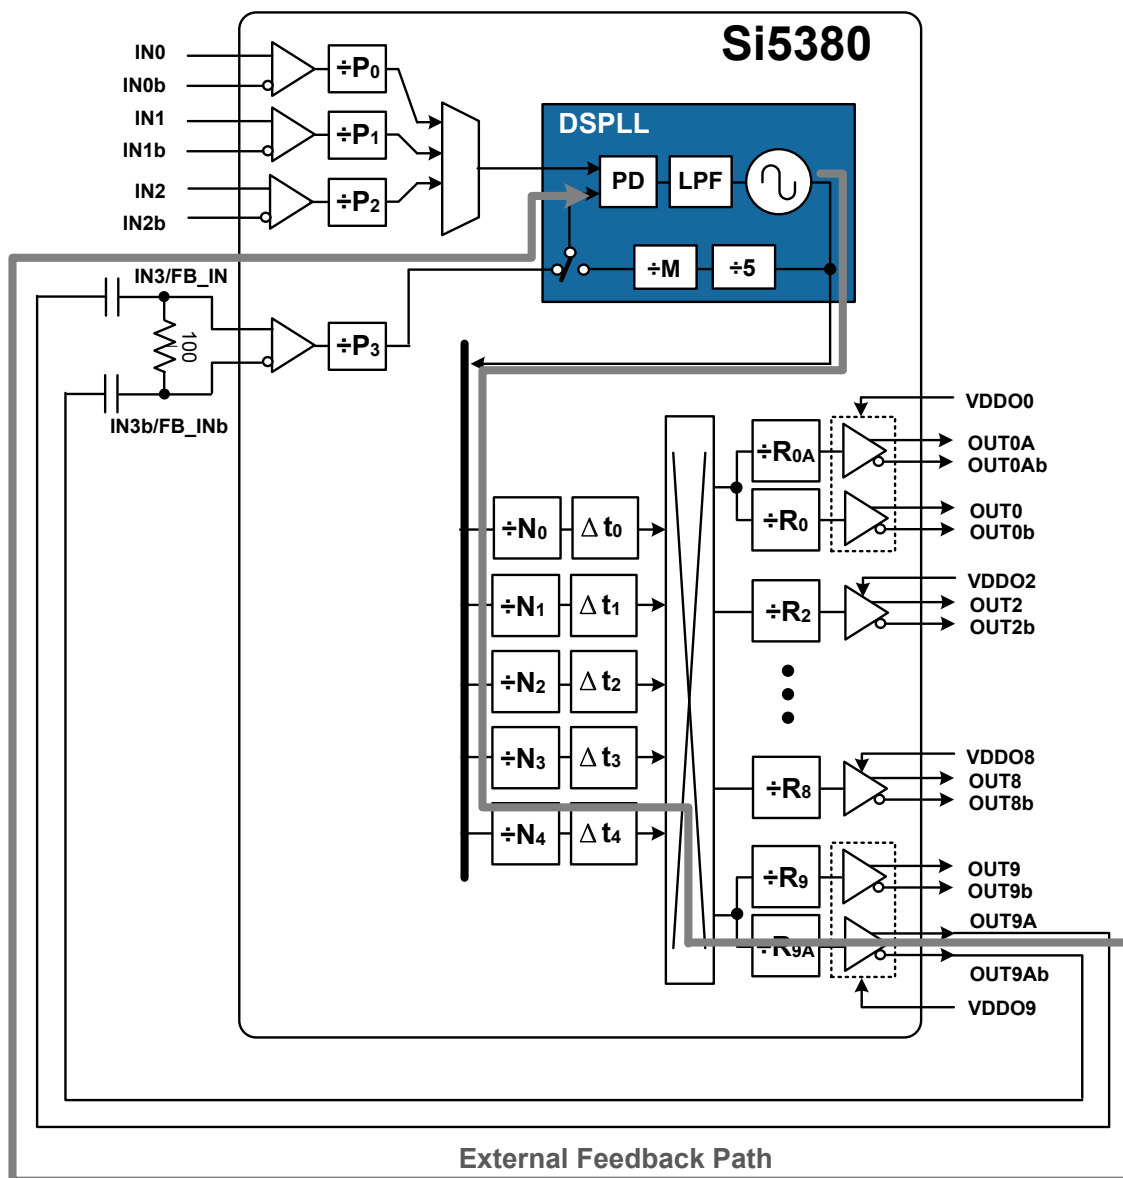 Si5380
IN0
IN0b
IN1
IN1b
IN2
IN2b
÷P0
÷P1
÷P2
DSPLL
PD
LPF
÷M
÷5
IN3/FB_IN
100
IN3b/FB_INb
÷P3
VDDO0
÷R0A
OUT0A
OUT0Ab
÷R0
OUT0
OUT0b
÷N0
Δ t0
÷N1
Δ t1
÷N2
Δ t2
÷N3
Δ t3
÷N4
Δ t4
VDDO2
÷R2
OUT2
OUT2b
VDDO8
÷R8
OUT8
OUT8b
÷R9
OUT9
OUT9b
÷R9A
OUT9A
OUT9Ab
VDDO9
External Feedback Path